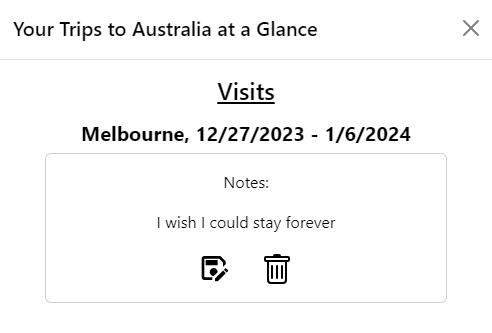 Your Trips to Australia at a Glance
Visits
Melbourne, 12/27/2023 - 1/6/2024
Notes:
I wish I could stay forever